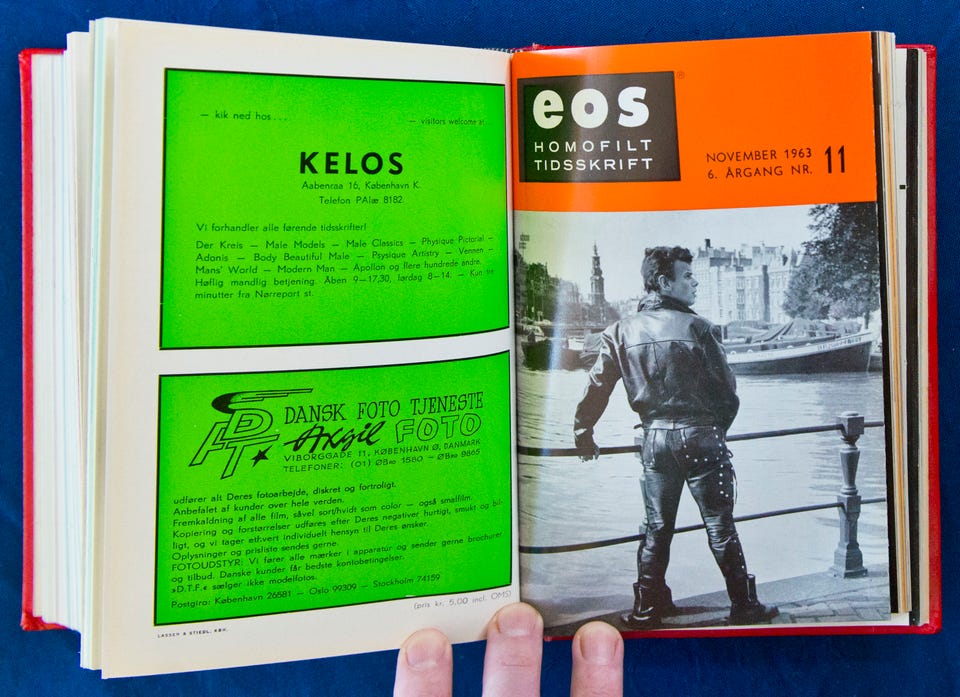 — kik ned hos . . .
— visitors welcome at
KELOS
Aabenraa 16, København K.
Telefon PAlæ 8182.
Vi forhandler alle førende tidsskrifter!
Der Kreis — Male Models — Male Classics — Physique Pictorial —
Adonis — Body Beautiful Male — Psysique Artistry — Vennen —
Mans' World — Modern Man — Apollon og flere hundrede andre.
Høflig mandlig betjening. Åben 9—17,30, lørdag 8—14. — Kun tre
minutter fra Nørreport st.
DFT
DANSK FOTO TJENESTE
Axgil FOTO
VIBORGGADE 11, KØBENHAVN Ø, DANMARK
TELEFONER: (01) ØBro 1580 — ØBro 9865
udfører alt Deres fotoarbejde, diskret og fortroligt.
Anbefalet af kunder over hele verden.
Fremkaldning af alle film, såvel sort/hvidt som color — også smalfilm.
Kopiering og forstørrelser udføres efter Deres negativer hurtigt, smukt og bil-
ligt, og vi tager ethvert individuelt hensyn til Deres ønsker.
Oplysninger og prisliste sendes gerne.
FOTOUDSTYR: Vi fører alle mærker i apparatur og sender gerne brochurer
og tilbud. Danske kunder får bedste kontobetingelser.
»D.T.F.« sælger ikke modelfotos.
Postgiro: København 26581 — Oslo 99309 — Stockholm 74159
(pris kr. 5,00 incl. OMS)
LASSEN & STIEDL, KBH.
eos
®
HOMOFILT
TIDSSKRIFT
NOVEMBER 1963
6. ÅRGANG NR. 11